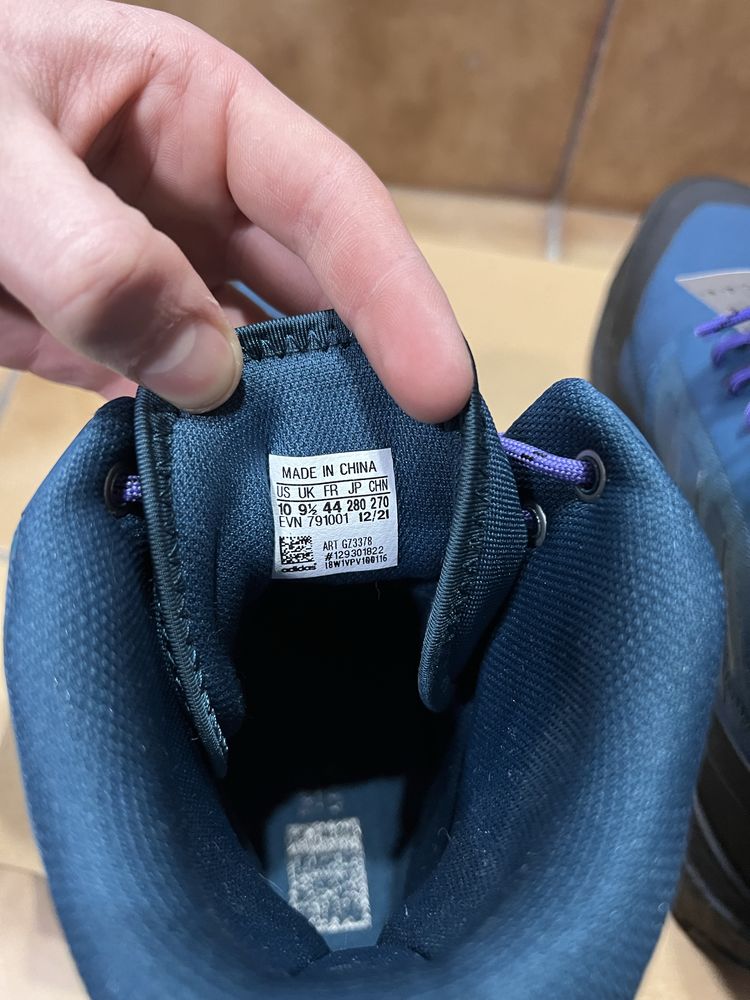 MADE IN CHINA
US UK FR JP CHN
10 9½ 44 280 270
EVN 791001 12/21
ART GZ3378
#129301822
adidas